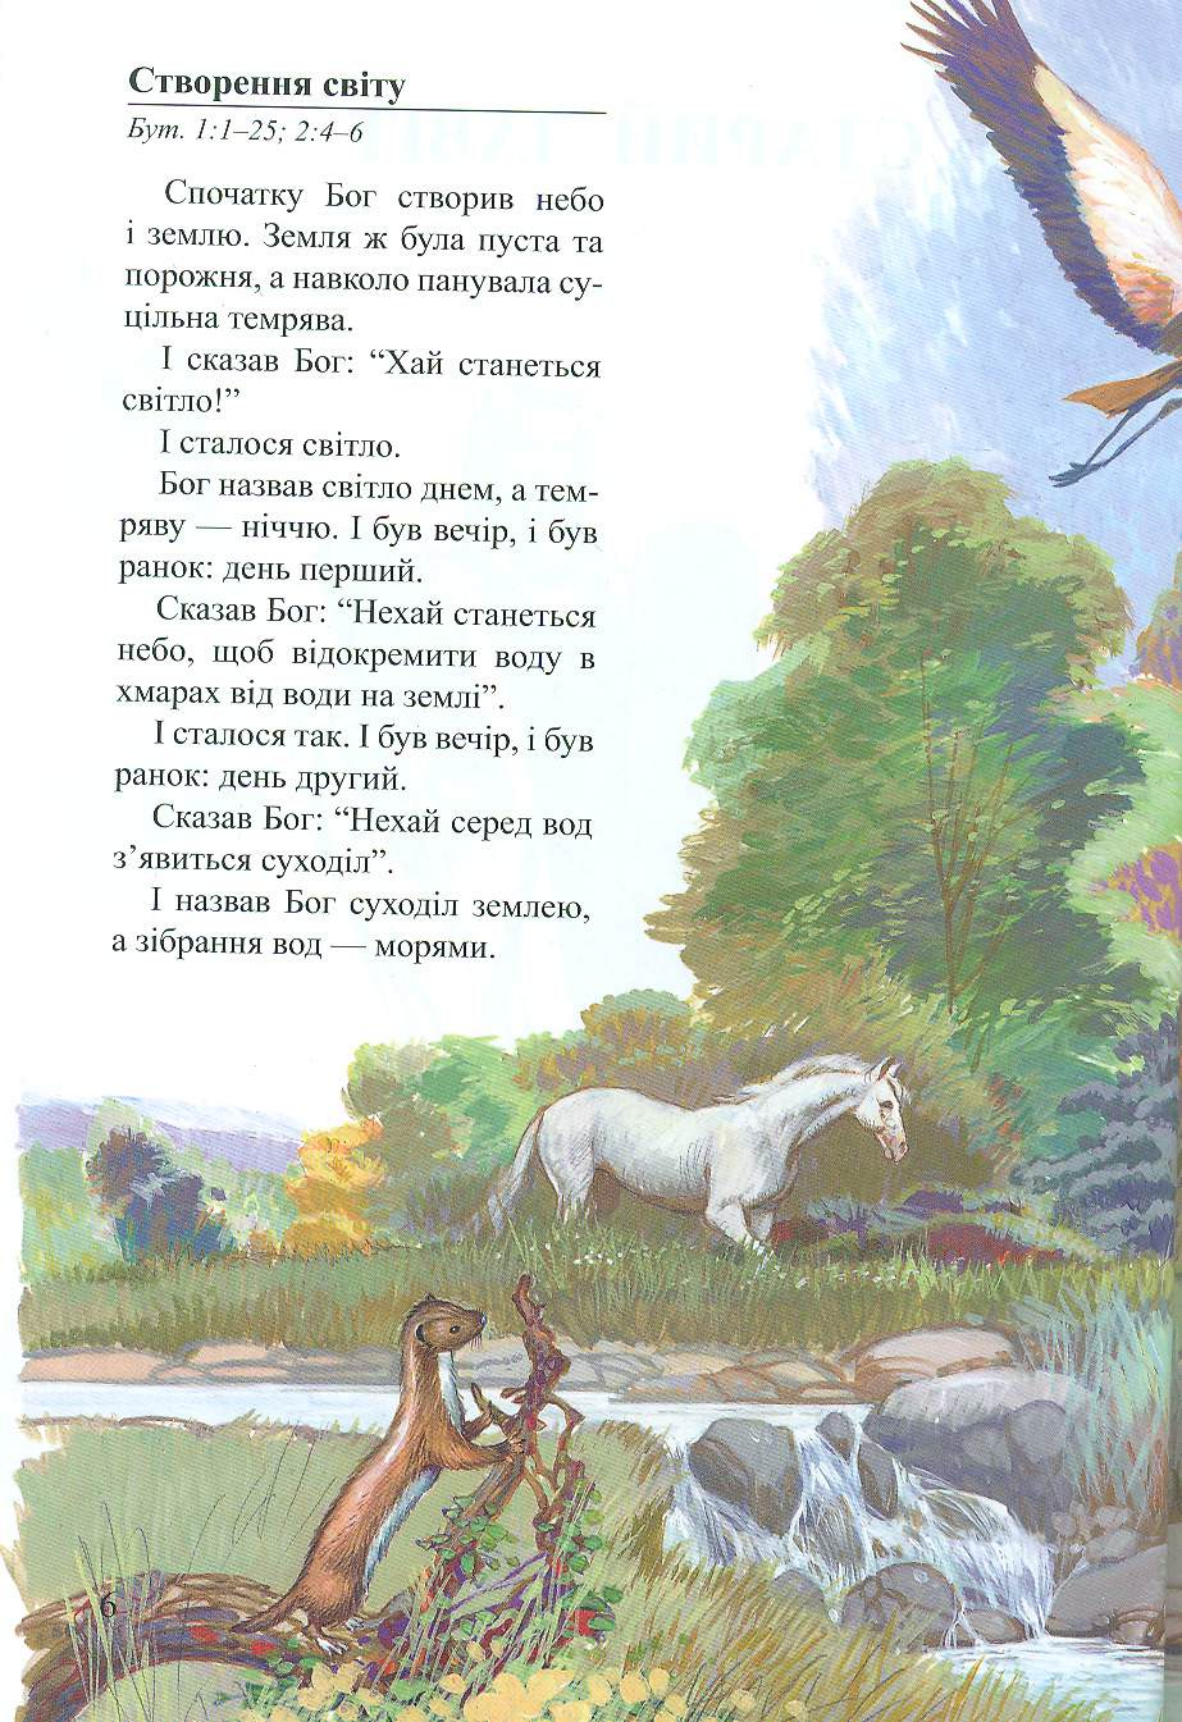 Створення світу
Бут. 1:1–25; 2:4–6
Спочатку Бог створив небо
і землю. Земля ж була пуста та
порожня, а навколо панувала су-
цільна темрява.
І сказав Бог: “Хай станеться
світло!”
І сталося світло.
Бог назвав світло днем, а тем-
ряву — ніччю. І був вечір, і був
ранок: день перший.
Сказав Бог: “Нехай станеться
небо, щоб відокремити воду в
хмарах від води на землі”.
І сталося так. І був вечір, і був
ранок: день другий.
Сказав Бог: “Нехай серед вод
з’явиться суходіл”.
І назвав Бог суходіл землею,
а зібрання вод — морями.
6